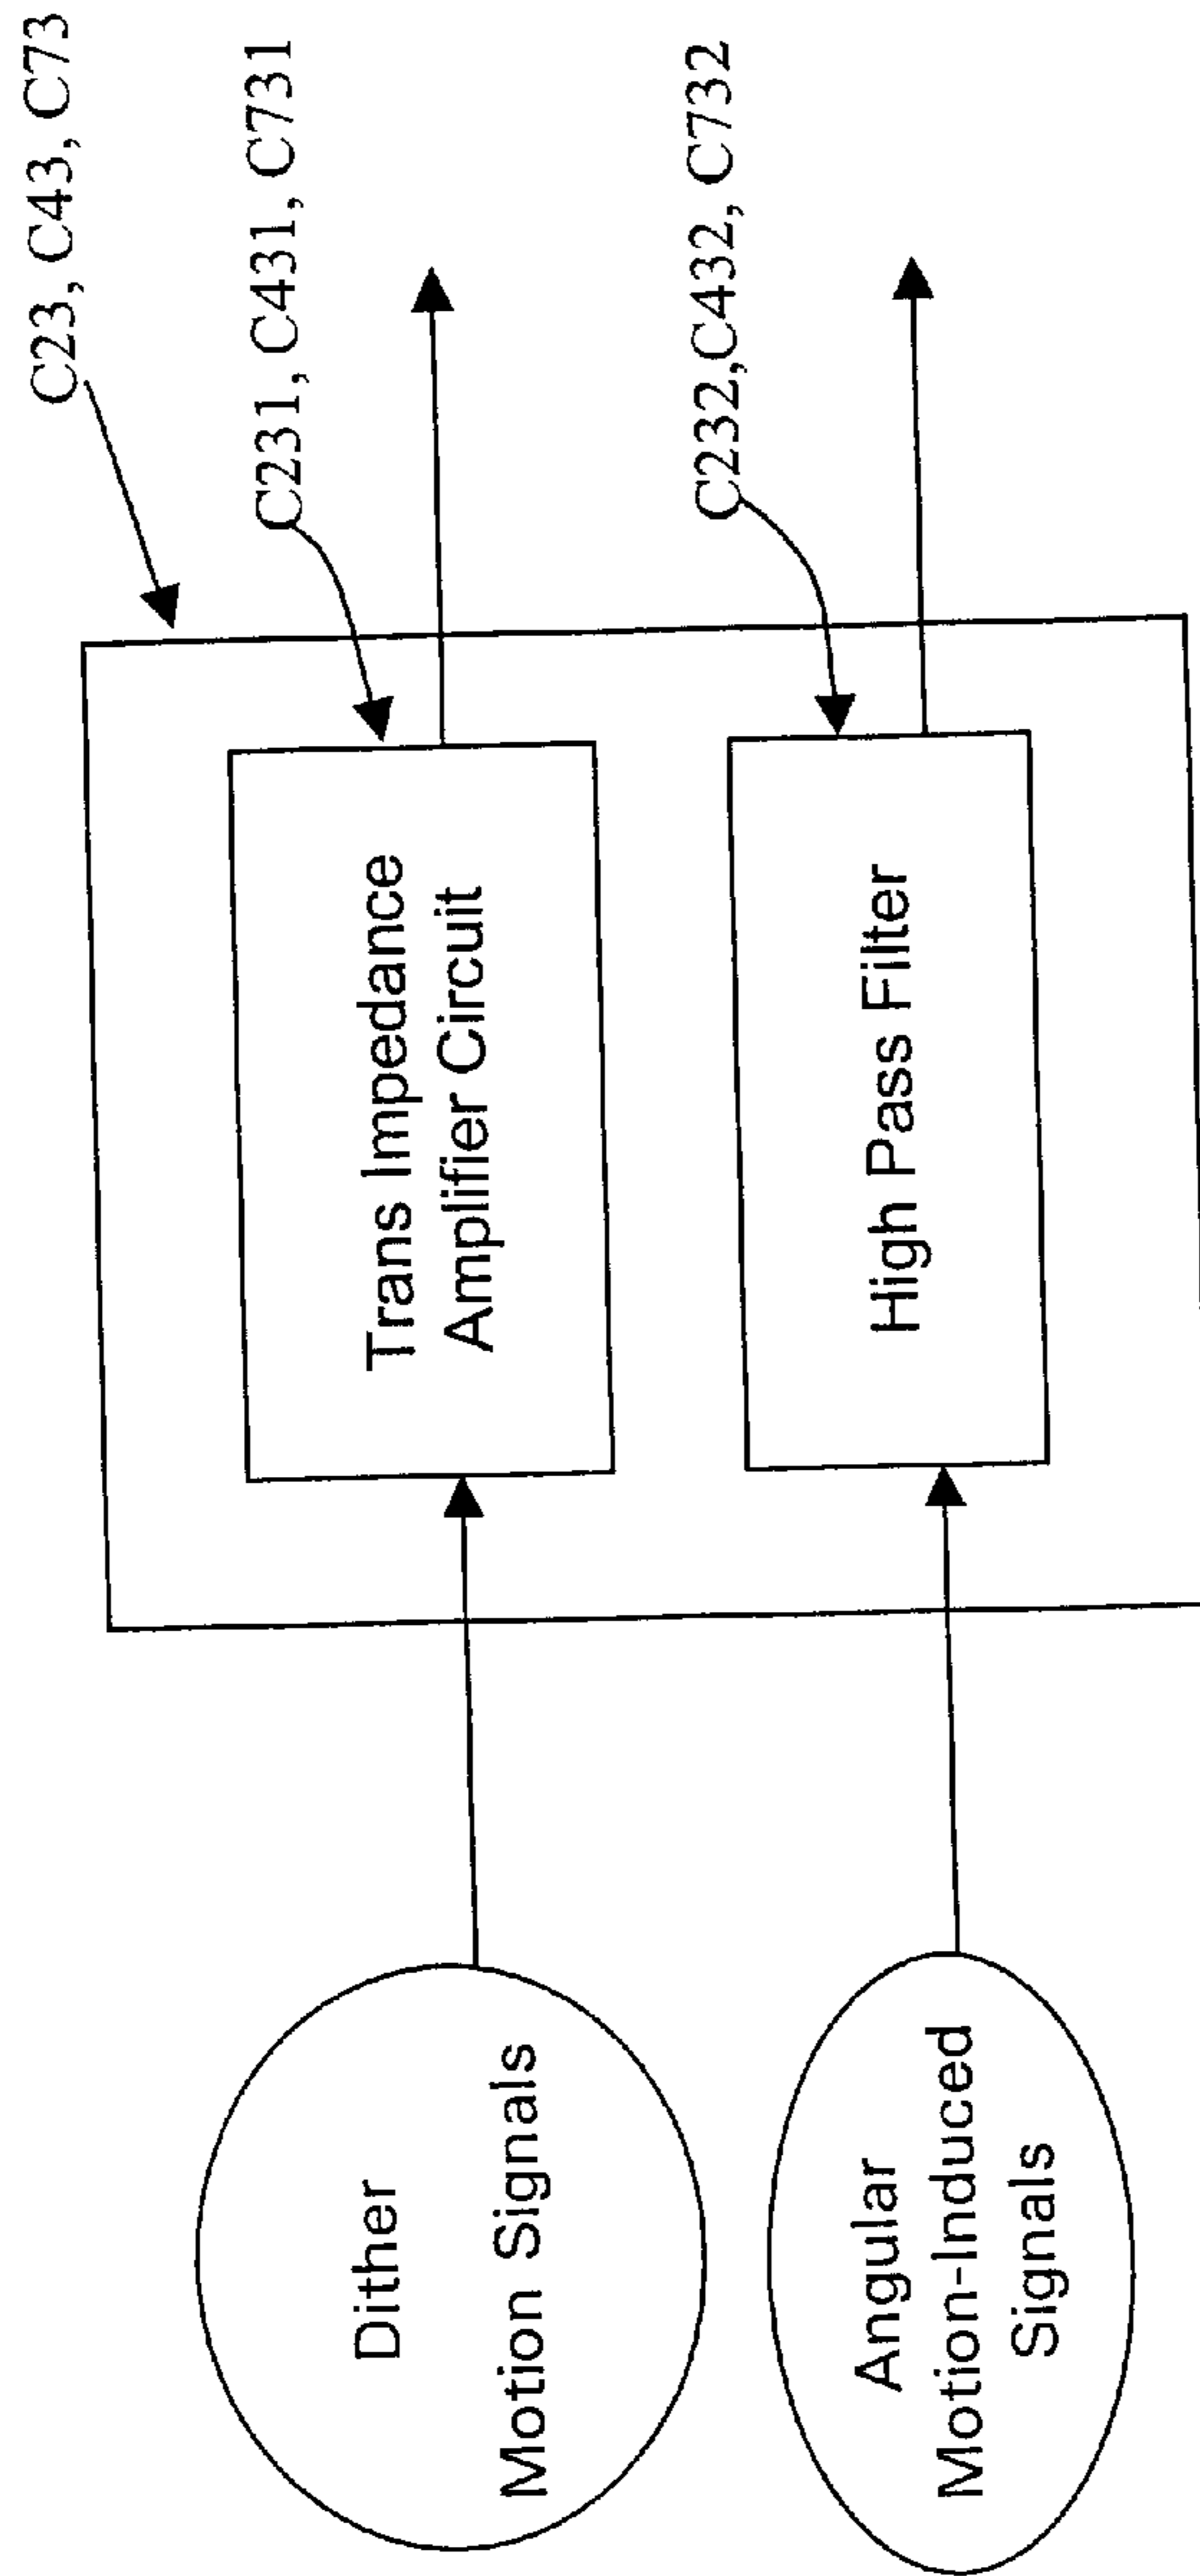 C23, C43, C73
C231, C431, C731
C232,C432, C732
Dither
Motion Signals
Trans Impedance
Amplifier Circuit
Angular
Motion-Induced
Signals
High Pass Filter